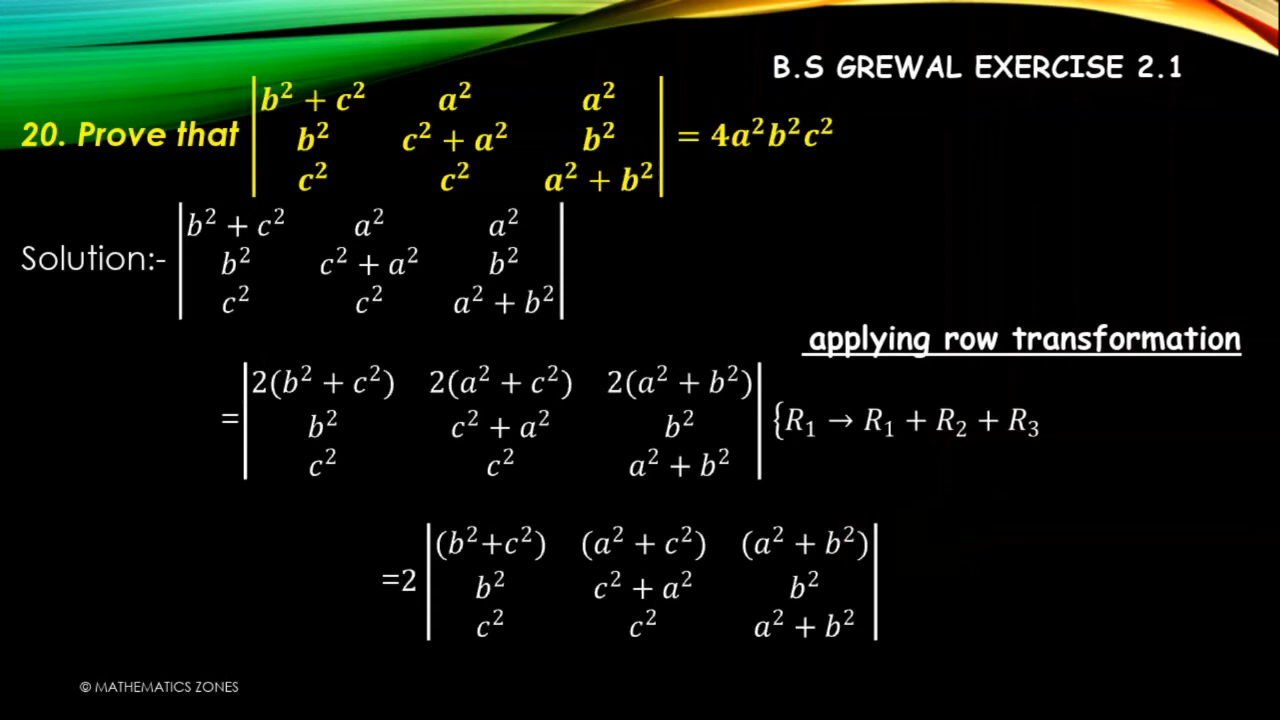 B.S GREWAL EXERCISE 2.1
20. Prove that | b² + c² a² a² |
| b² c² + a² b² | = 4a²b²c²
| c² c² a² + b² |
Solution:- | b² + c² a² a² |
| b² c² + a² b² |
| c² c² a² + b² |
applying row transformation
= | 2(b² + c²) 2(a² + c²) 2(a² + b²) |
| b² c² + a² b² | {R₁ → R₁ + R₂ + R₃
| c² c² a² + b² |
=2 | (b²+c²) (a² + c²) (a² + b²) |
| b² c² + a² b² |
| c² c² a² + b² |
© MATHEMATICS ZONES